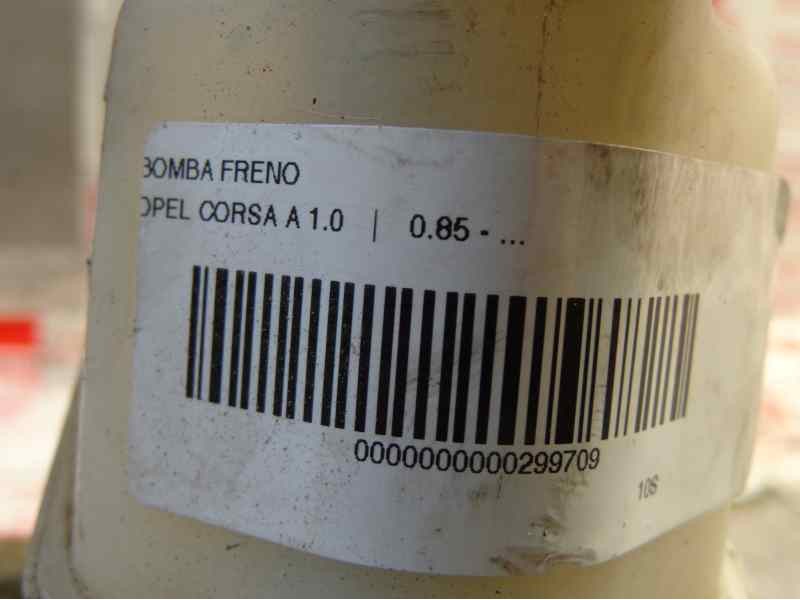 BOMBA FRENO
OPEL CORSA A 1.0 | 0.85 - ...
0000000000299709
10S